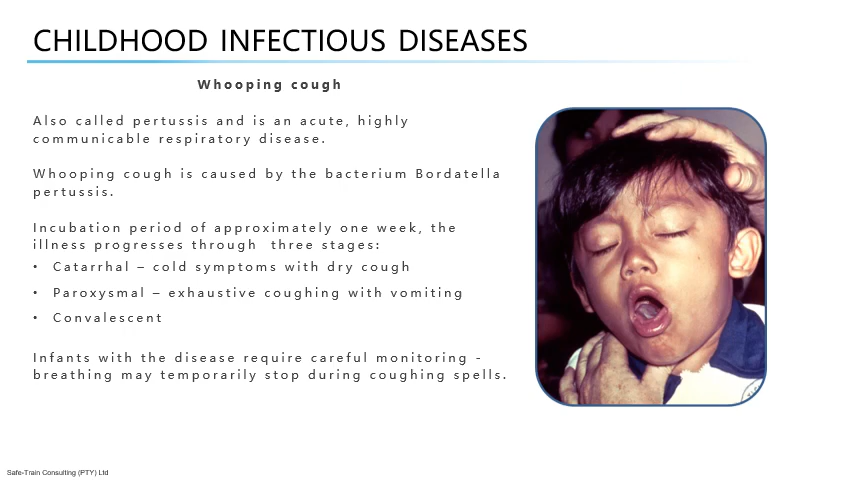 CHILDHOOD INFECTIOUS DISEASES
Whooping cough
Also called pertussis and is an acute, highly
communicable respiratory disease.
Whooping cough is caused by the bacterium Bordatella
pertussis.
Incubation period of approximately one week, the
illness progresses through  three stages:
• Catarrhal – cold symptoms with dry cough
• Paroxysmal – exhaustive coughing with vomiting
• Convalescent
Infants with the disease require careful monitoring -
breathing may temporarily stop during coughing spells.
Safe-Train Consulting (PTY) Ltd